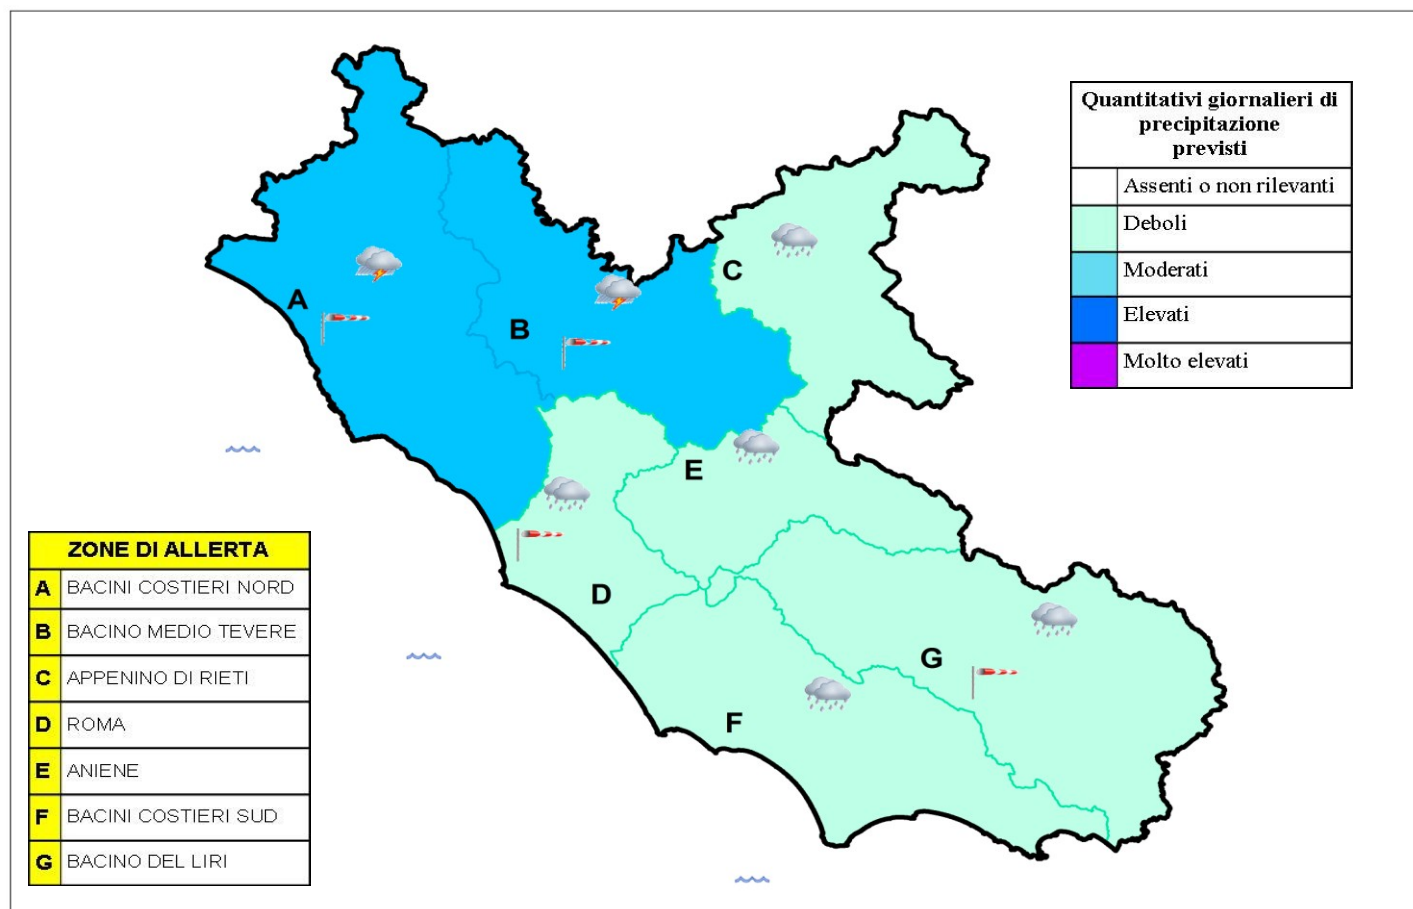 Quantitativi giornalieri di
precipitazione
previsti
Assenti o non rilevanti
Deboli
Moderati
Elevati
Molto elevati
A
B
C
E
D
G
F
ZONE DI ALLERTA
A BACINI COSTIERI NORD
B BACINO MEDIO TEVERE
C APPENINO DI RIETI
D ROMA
E ANIENE
F BACINI COSTIERI SUD
G BACINO DEL LIRI